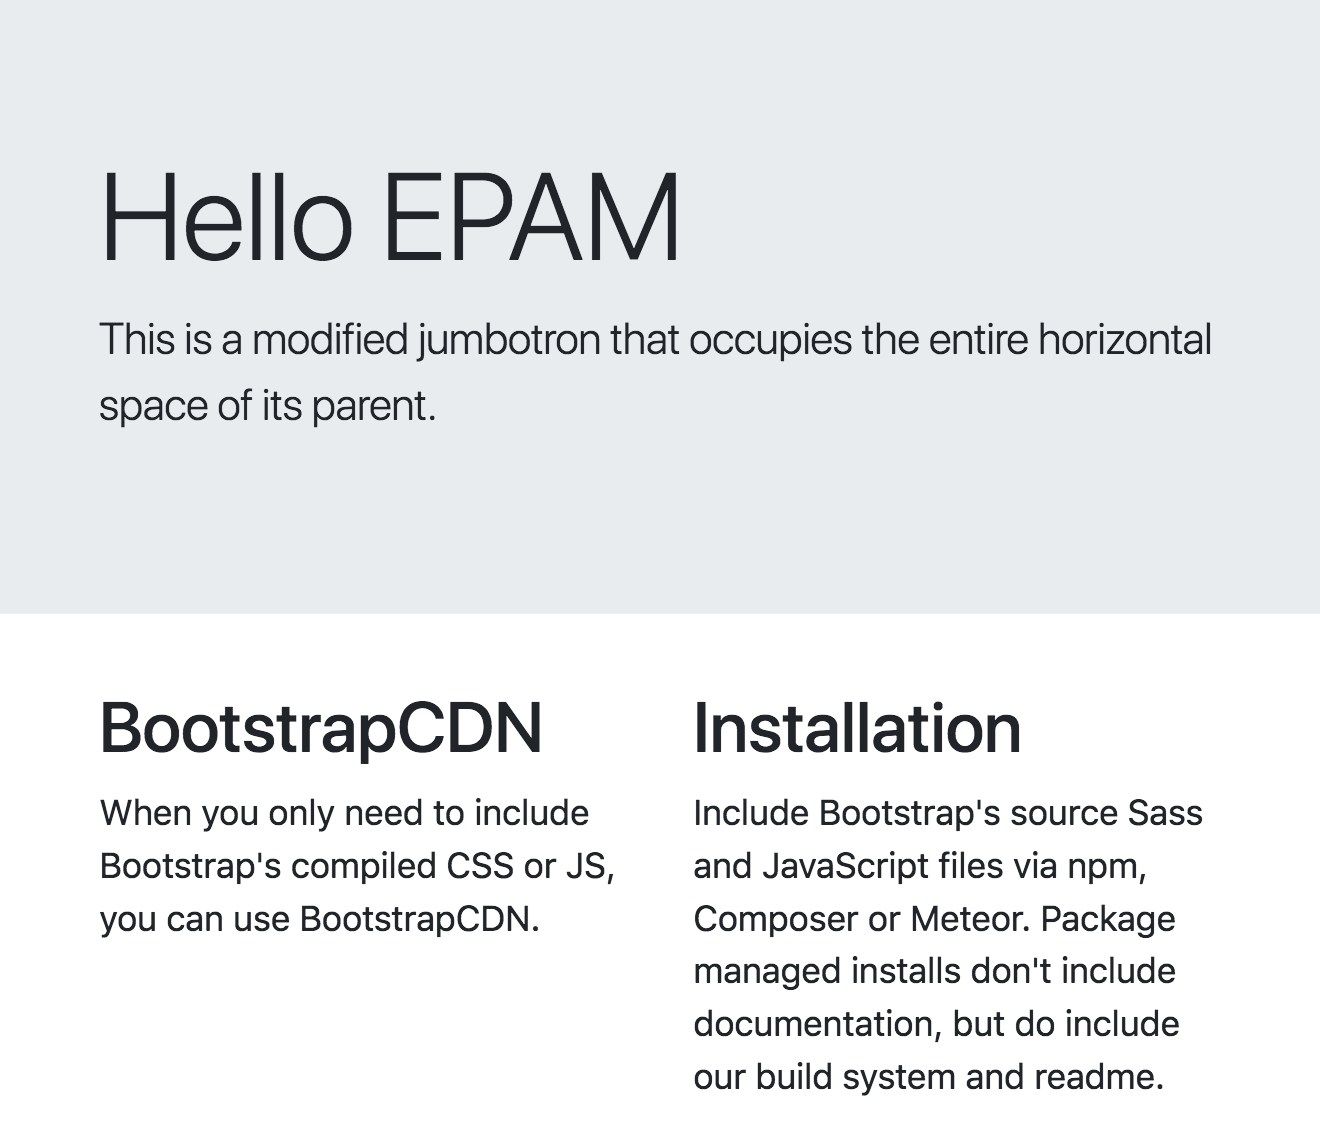 Hello EPAM
This is a modified jumbotron that occupies the entire horizontal
space of its parent.
BootstrapCDN
When you only need to include
Bootstrap's compiled CSS or JS,
you can use BootstrapCDN.
Installation
Include Bootstrap's source Sass
and JavaScript files via npm,
Composer or Meteor. Package
managed installs don't include
documentation, but do include
our build system and readme.